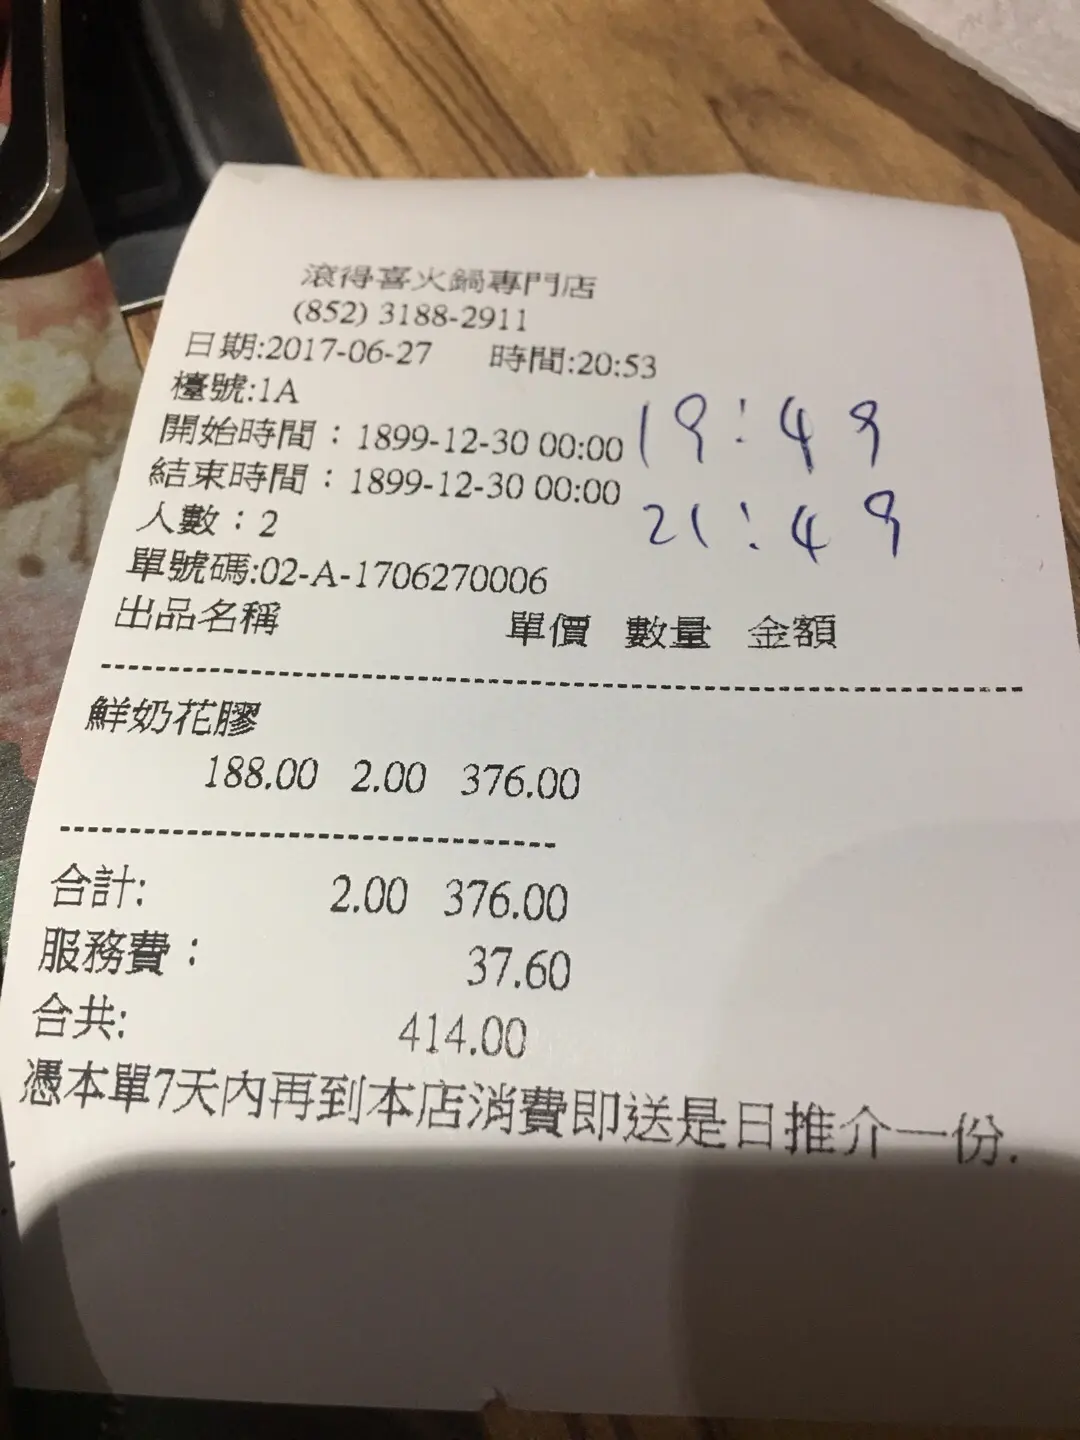 滾得喜火鍋專門店
(852) 3188-2911
日期:2017-06-27 時間:20:53
檯號:1A
開始時間：1899-12-30 00:00 19:49
結束時間：1899-12-30 00:00 21:49
人數：2
單號碼:02-A-1706270006
出品名稱 單價 數量 金額
鮮奶花膠
188.00 2.00 376.00
合計: 2.00 376.00
服務費： 37.60
合共: 414.00
憑本單7天內再到本店消費即送是日推介一份.